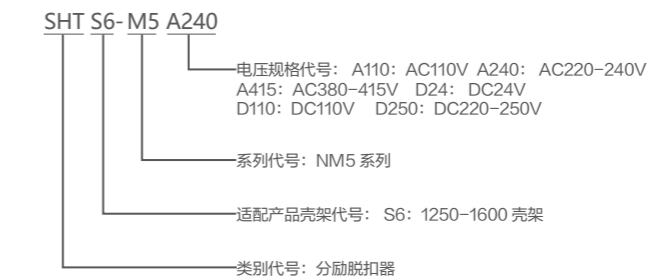 SHT S6-M5 A240
电压规格代号： A110：AC110V A240： AC220-240V
A415：AC380-415V D24： DC24V
D110：DC110V D250：DC220-250V
系列代号：NM5 系列
适配产品壳架代号： S6：1250-1600 壳架
类别代号：分励脱扣器